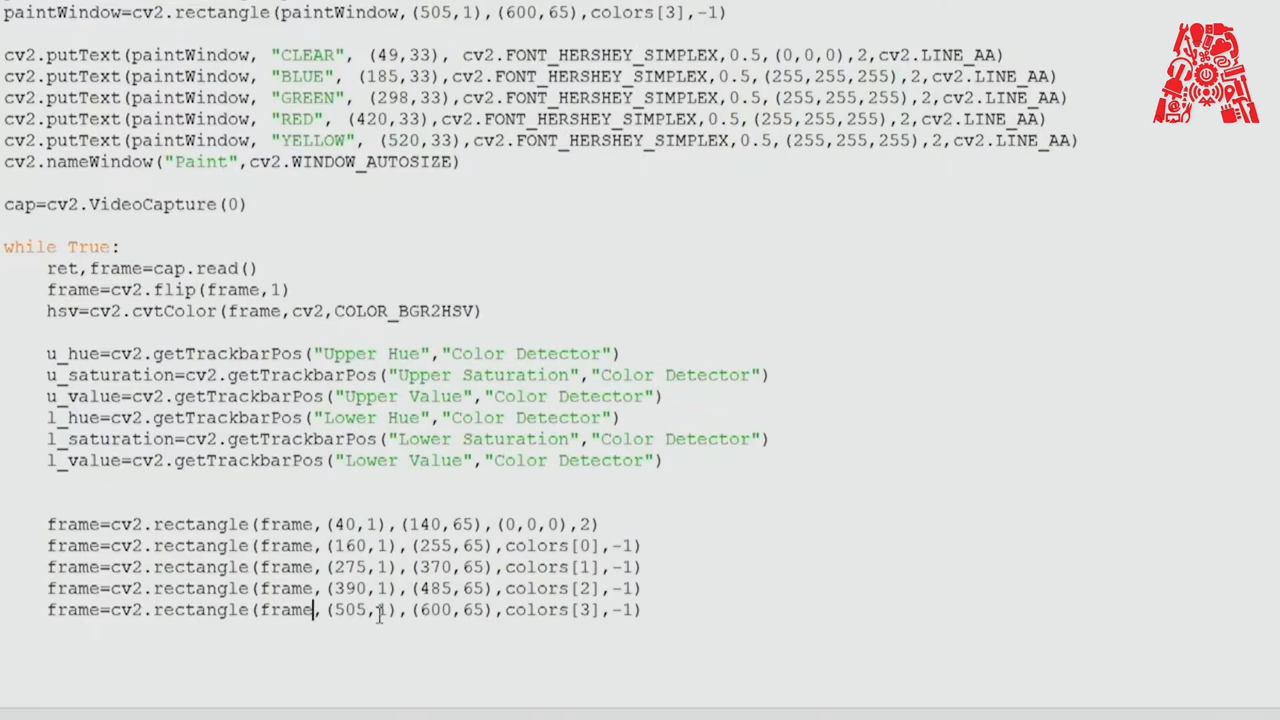 paintWindow=cv2.rectangle(paintWindow,(505,1),(600,65),colors[3],-1)
cv2.putText(paintWindow, "CLEAR", (49,33), cv2.FONT_HERSHEY_SIMPLEX,0.5,(0,0,0),2,cv2.LINE_AA)
cv2.putText(paintWindow, "BLUE", (185,33),cv2.FONT_HERSHEY_SIMPLEX,0.5,(255,255,255),2,cv2.LINE_AA)
cv2.putText(paintWindow, "GREEN", (298,33),cv2.FONT_HERSHEY_SIMPLEX,0.5,(255,255,255),2,cv2.LINE_AA)
cv2.putText(paintWindow, "RED", (420,33),cv2.FONT_HERSHEY_SIMPLEX,0.5,(255,255,255),2,cv2.LINE_AA)
cv2.putText(paintWindow, "YELLOW", (520,33),cv2.FONT_HERSHEY_SIMPLEX,0.5,(255,255,255),2,cv2.LINE_AA)
cv2.nameWindow("Paint",cv2.WINDOW_AUTOSIZE)
cap=cv2.VideoCapture(0)
while True:
ret,frame=cap.read()
frame=cv2.flip(frame,1)
hsv=cv2.cvtColor(frame,cv2,COLOR_BGR2HSV)
u_hue=cv2.getTrackbarPos("Upper Hue","Color Detector")
u_saturation=cv2.getTrackbarPos("Upper Saturation","Color Detector")
u_value=cv2.getTrackbarPos("Upper Value","Color Detector")
l_hue=cv2.getTrackbarPos("Lower Hue","Color Detector")
l_saturation=cv2.getTrackbarPos("Lower Saturation","Color Detector")
l_value=cv2.getTrackbarPos("Lower Value","Color Detector")
frame=cv2.rectangle(frame,(40,1),(140,65),(0,0,0),2)
frame=cv2.rectangle(frame,(160,1),(255,65),colors[0],-1)
frame=cv2.rectangle(frame,(275,1),(370,65),colors[1],-1)
frame=cv2.rectangle(frame,(390,1),(485,65),colors[2],-1)
frame=cv2.rectangle(frame,(505,1),(600,65),colors[3],-1)